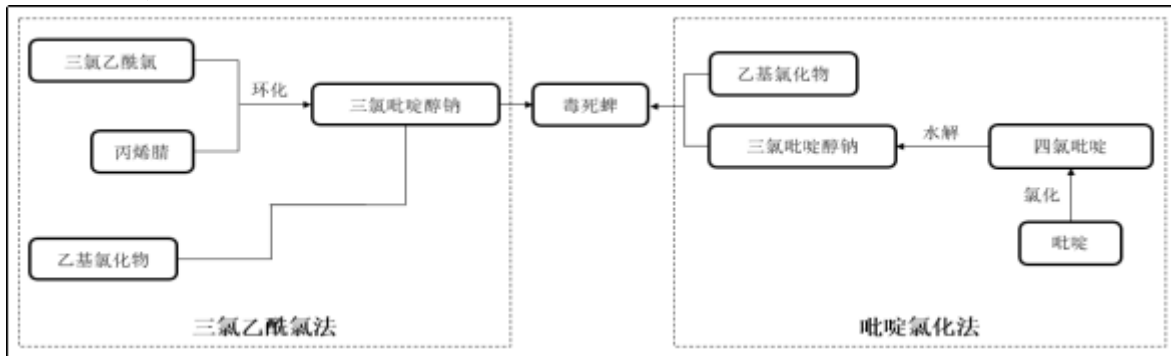 三氯乙酰氯
丙烯腈
环化
三氯吡啶醇钠
乙基氯化物
三氯乙酰氯法
毒死蜱
乙基氯化物
三氯吡啶醇钠
水解
四氯吡啶
氯化
吡啶
吡啶氯化法